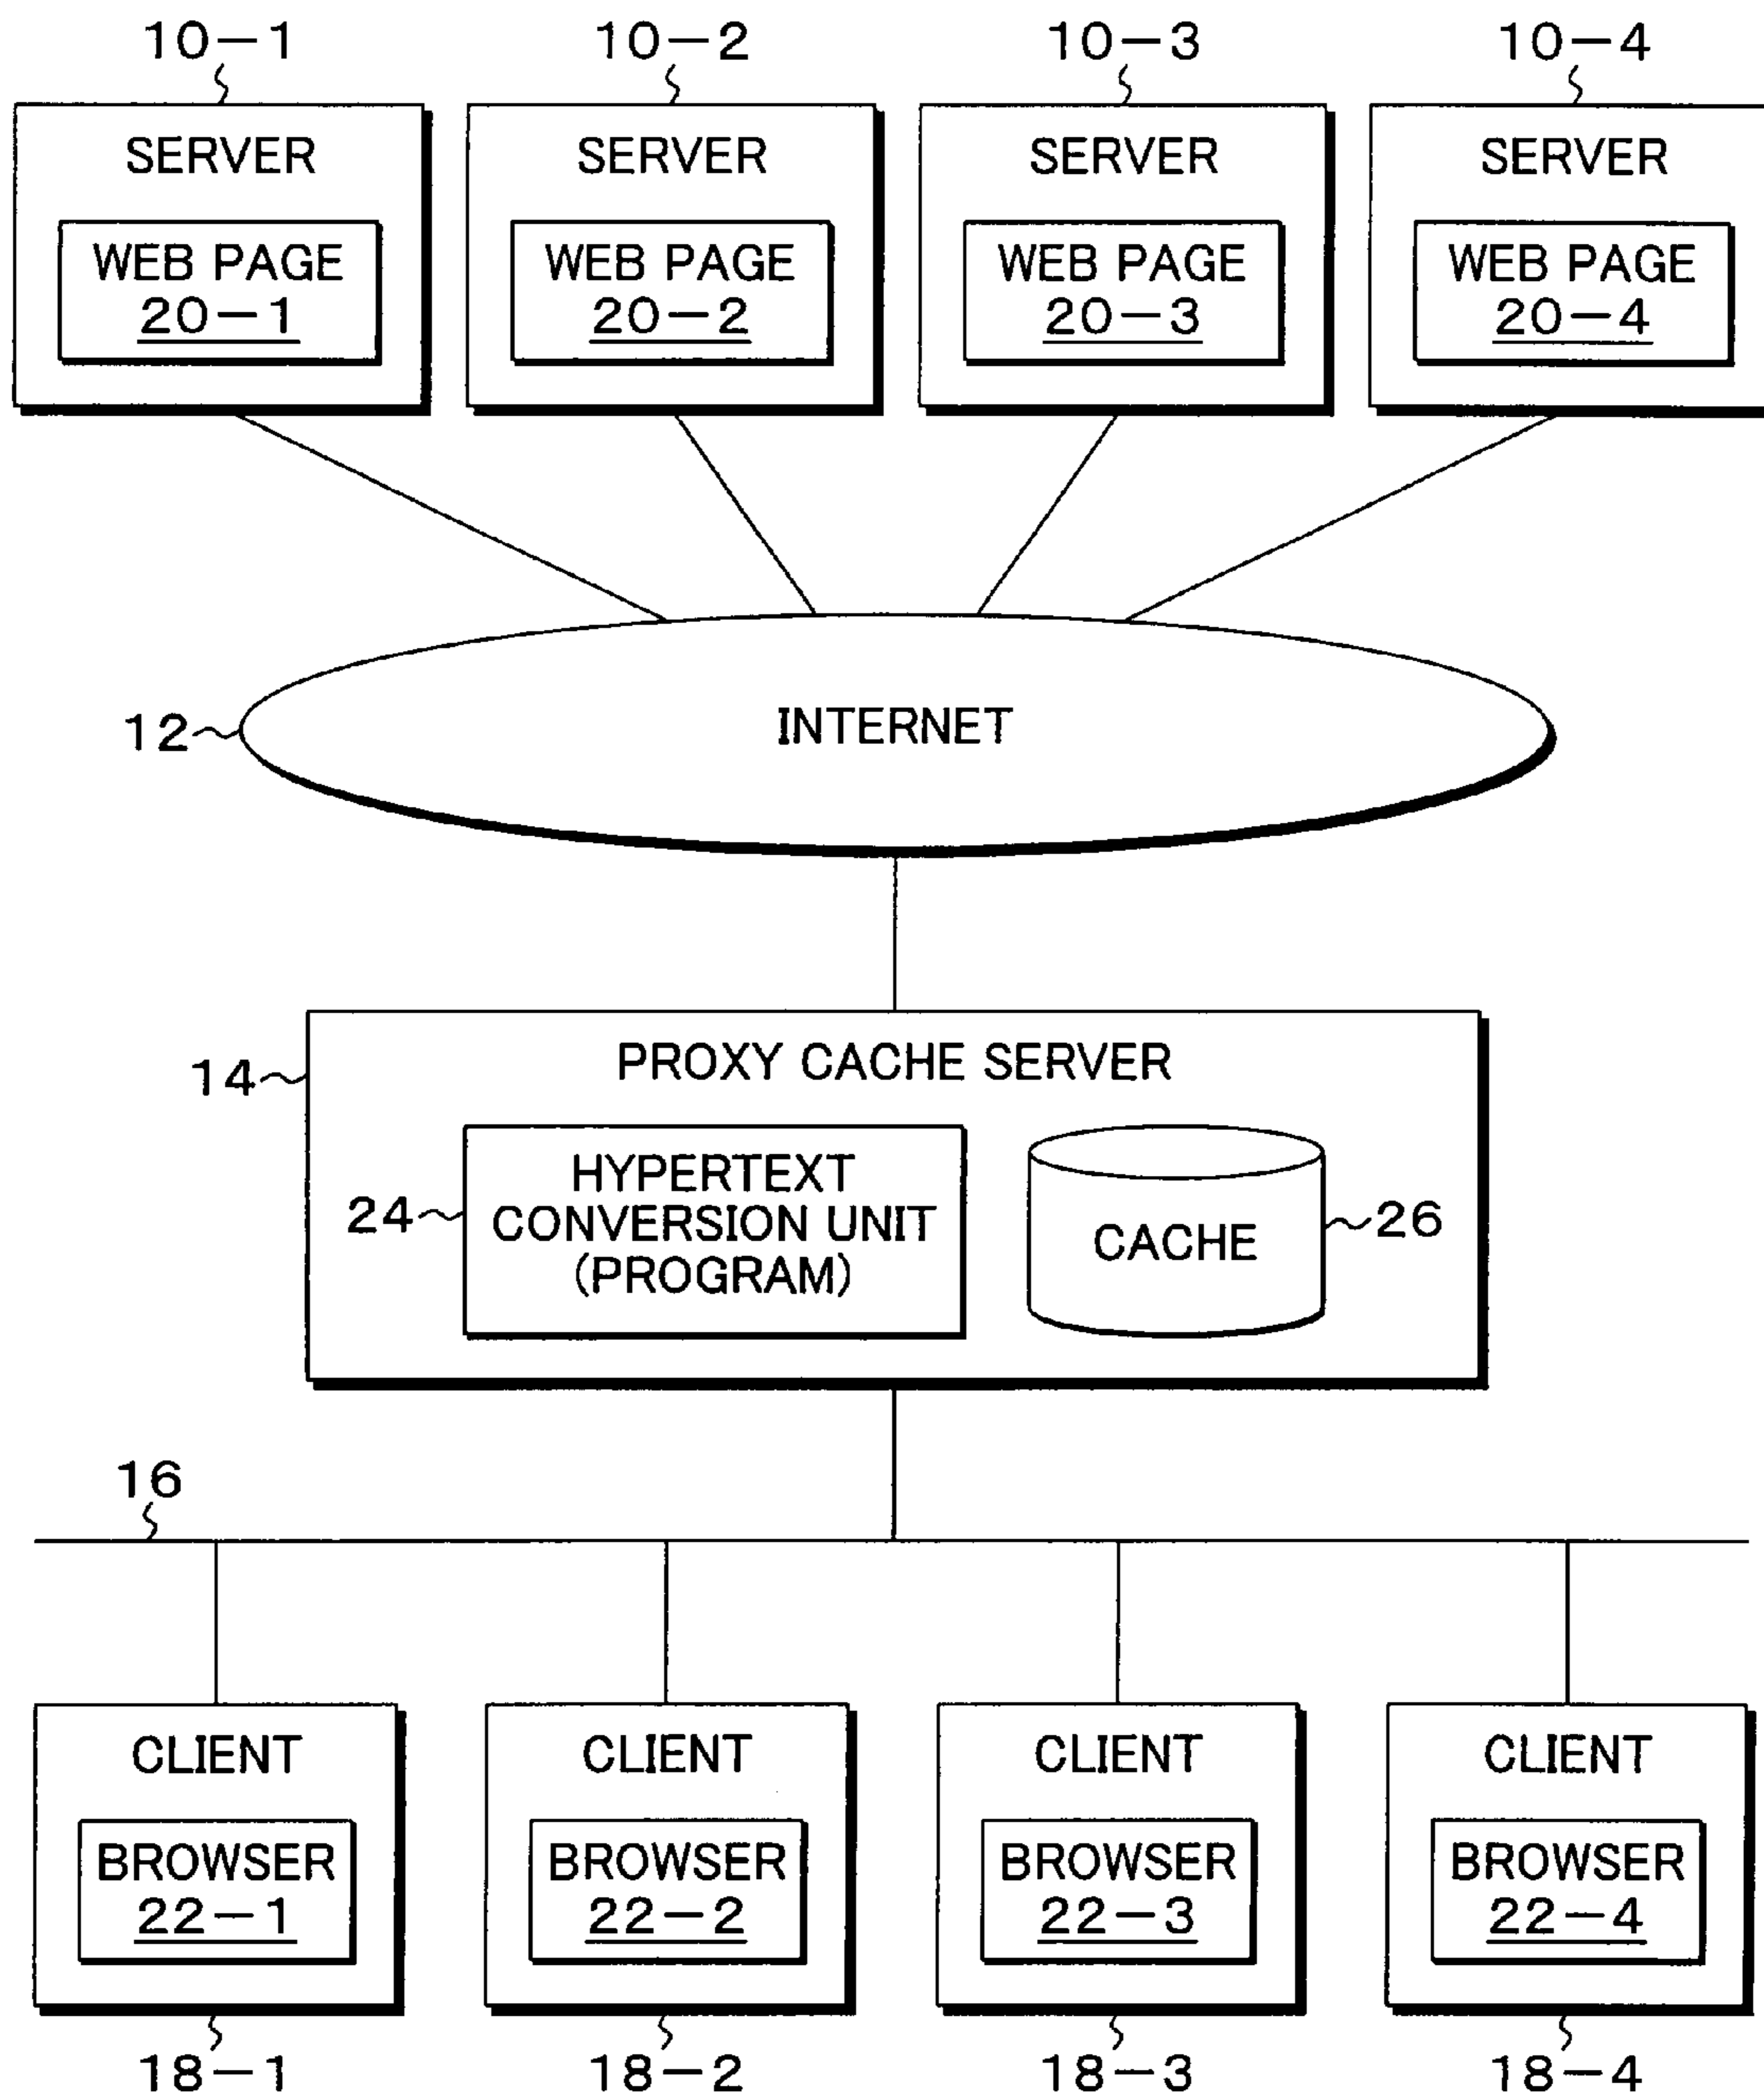 10-1 10-2 10-3 10-4
SERVER SERVER SERVER SERVER
WEB PAGE WEB PAGE WEB PAGE WEB PAGE
20-1 20-2 20-3 20-4
12 INTERNET
PROXY CACHE SERVER
14
HYPERTEXT
24 CONVERSION UNIT CACHE 26
(PROGRAM)
16
CLIENT CLIENT CLIENT CLIENT
BROWSER BROWSER BROWSER BROWSER
22-1 22-2 22-3 22-4
18-1 18-2 18-3 18-4